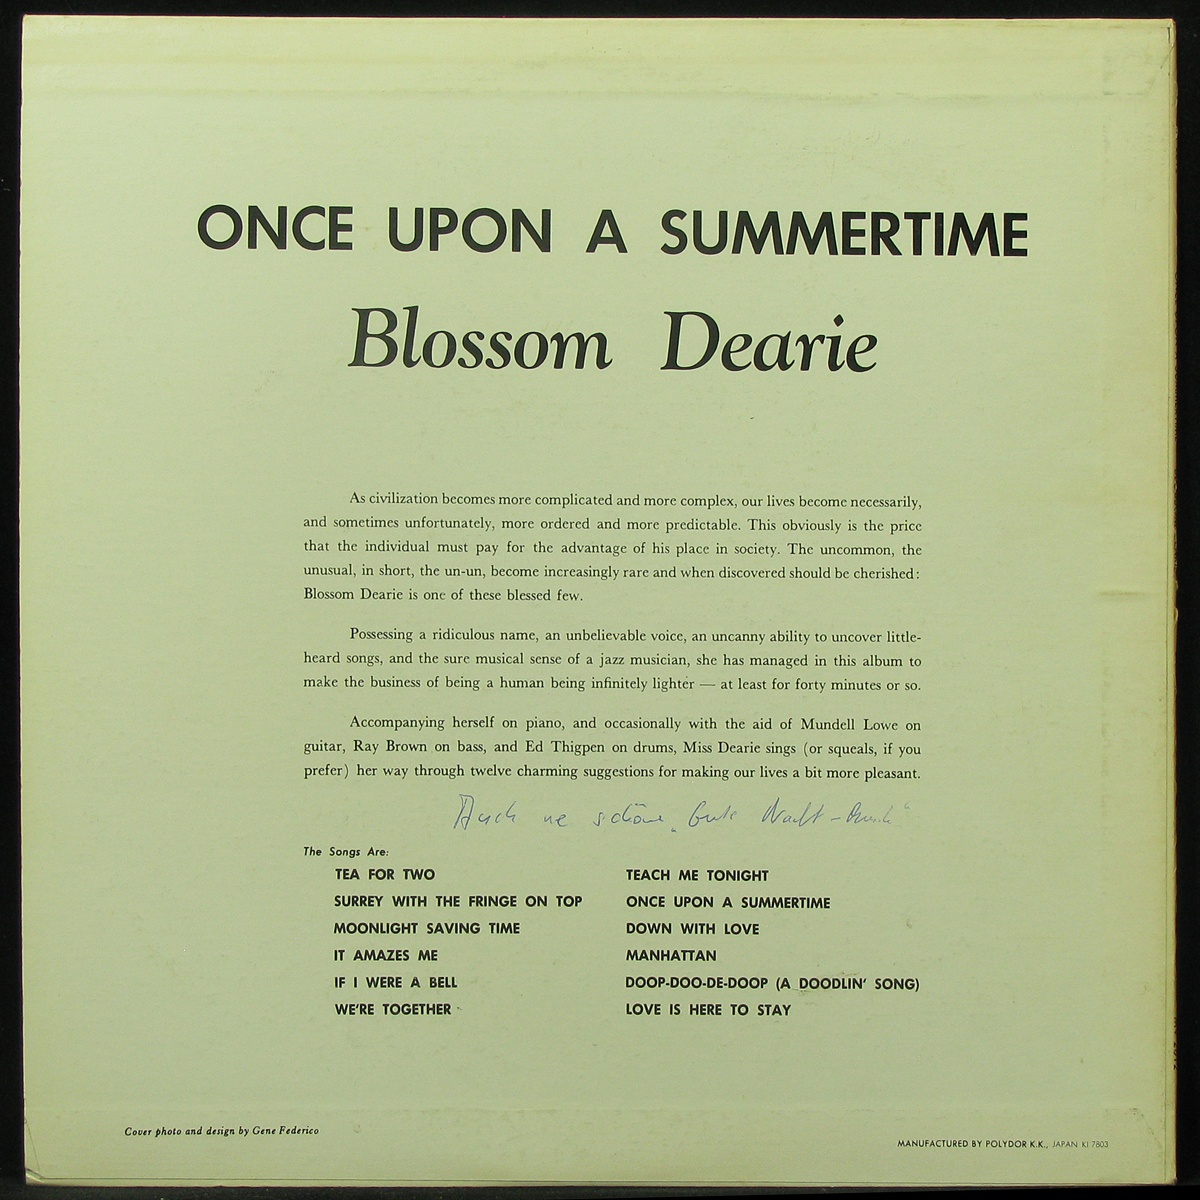 ONCE UPON A SUMMERTIME
Blossom Dearie
As civilization becomes more complicated and more complex, our lives become necessarily,
and sometimes unfortunately, more ordered and more predictable. This obviously is the price
that the individual must pay for the advantage of his place in society. The uncommon, the
unusual, in short, the un-un, become increasingly rare and when discovered should be cherished:
Blossom Dearie is one of these blessed few.
Possessing a ridiculous name, an unbelievable voice, an uncanny ability to uncover little-
heard songs, and the sure musical sense of a jazz musician, she has managed in this album to
make the business of being a human being infinitely lighter — at least for forty minutes or so.
Accompanying herself on piano, and occasionally with the aid of Mundell Lowe on
guitar, Ray Brown on bass, and Ed Thigpen on drums, Miss Dearie sings (or squeals, if you
prefer) her way through twelve charming suggestions for making our lives a bit more pleasant.
Auch ne schöne „Gute Nacht-Musik“
The Songs Are:
TEA FOR TWO
SURREY WITH THE FRINGE ON TOP
MOONLIGHT SAVING TIME
IT AMAZES ME
IF I WERE A BELL
WE'RE TOGETHER
TEACH ME TONIGHT
ONCE UPON A SUMMERTIME
DOWN WITH LOVE
MANHATTAN
DOOP-DOO-DE-DOOP (A DOODLIN' SONG)
LOVE IS HERE TO STAY
Cover photo and design by Gene Federico
MANUFACTURED BY POLYDOR K.K., JAPAN KI 7803